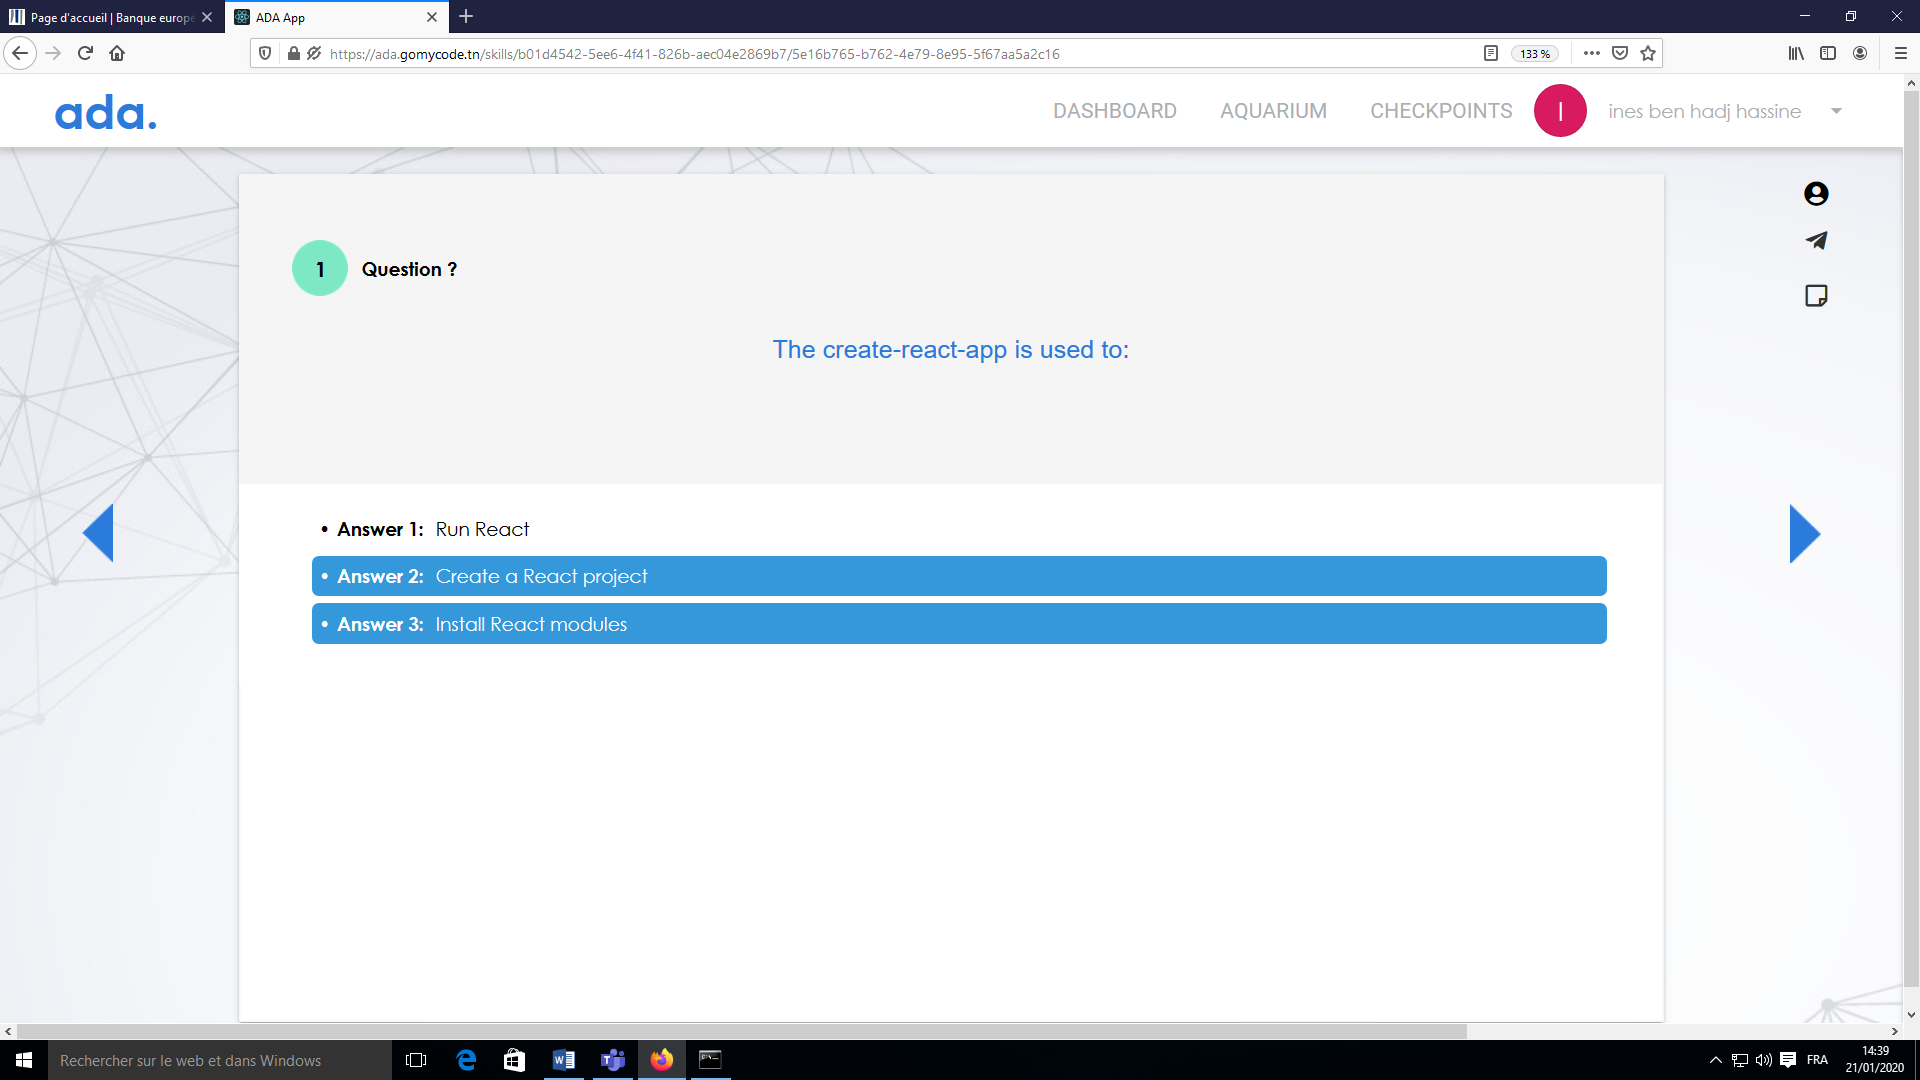 Page d'accueil | Banque europé
ADA App
https://ada.gomycode.tn/skills/b01d4542-5ee6-4f41-826b-aec04e2869b7/5e16b765-b762-4e79-8e95-5f67aa5a2c16
133 %
ada.
DASHBOARD
AQUARIUM
CHECKPOINTS
I
ines ben hadj hassine
1
Question ?
The create-react-app is used to:
• Answer 1: Run React
• Answer 2: Create a React project
• Answer 3: Install React modules
Rechercher sur le web et dans Windows
FRA
14:39
21/01/2020